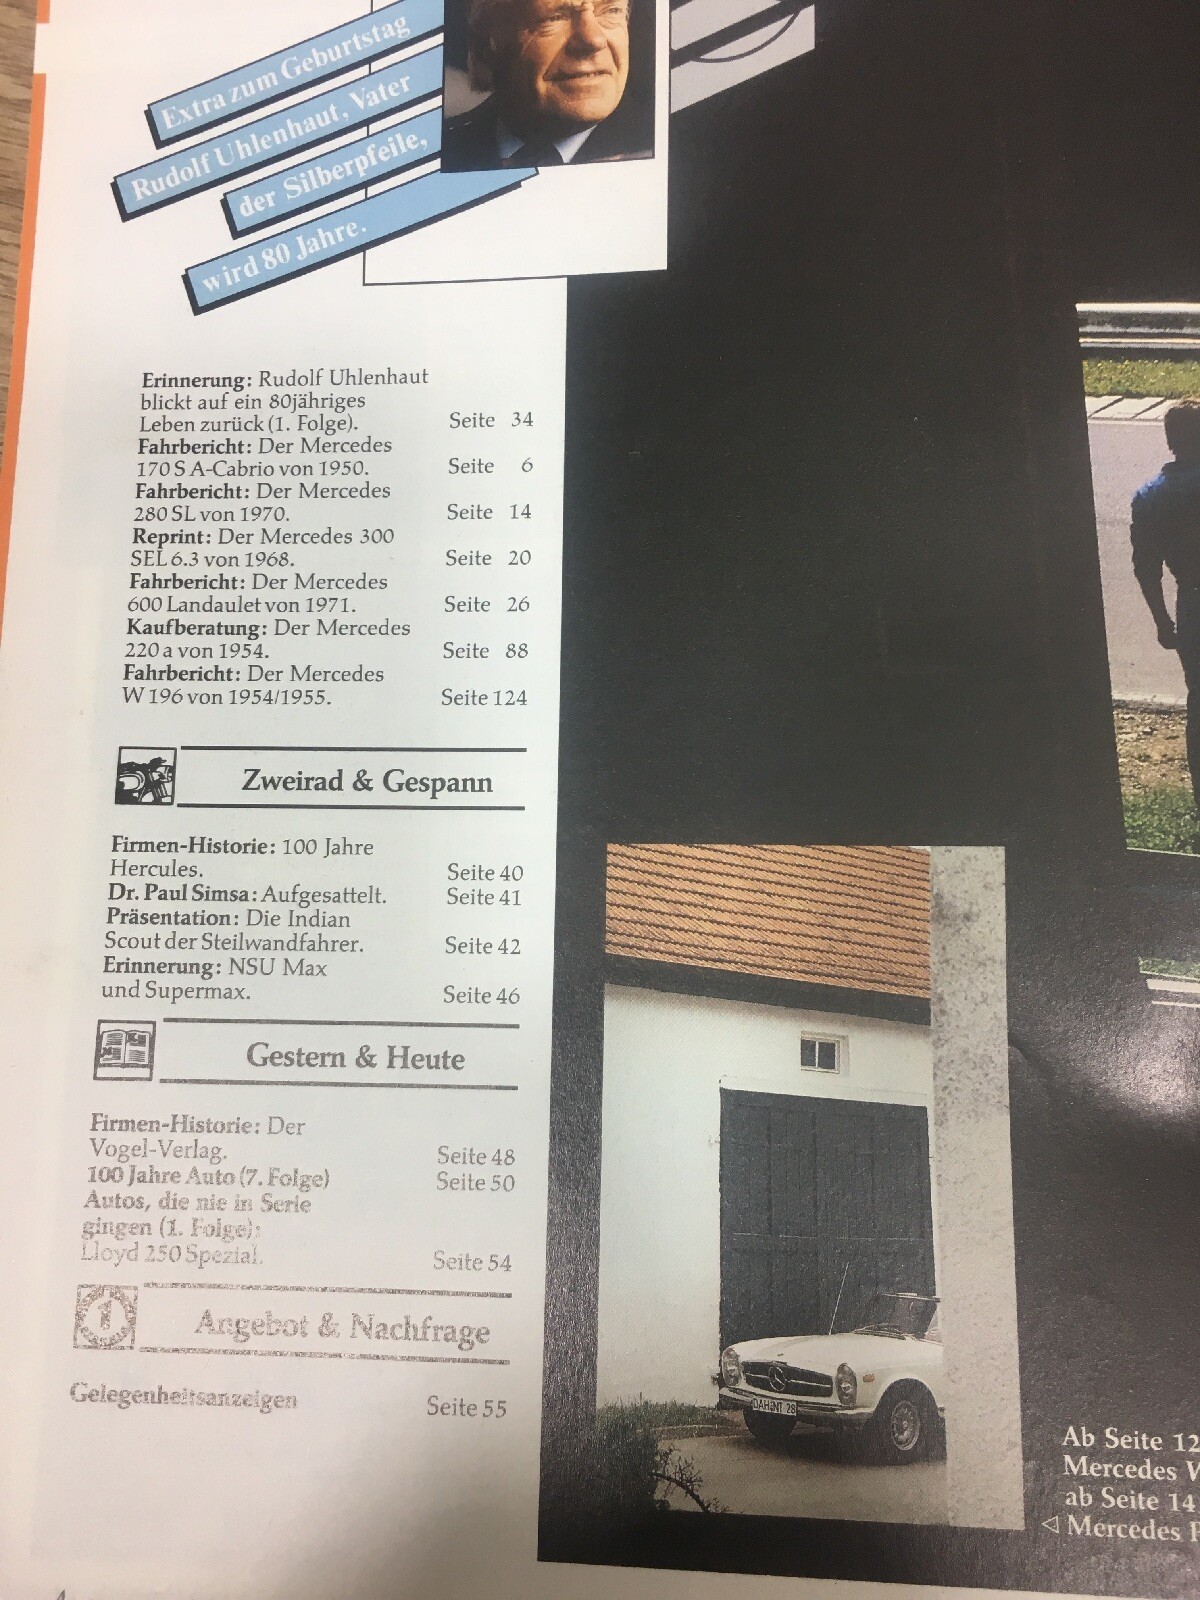 Extra zum Geburtstag
Rudolf Uhlenhaut, Vater
der Silberpfeile,
wird 80 Jahre.
Erinnerung: Rudolf Uhlenhaut
blickt auf ein 80jähriges
Leben zurück (1. Folge). Seite 34
Fahrbericht: Der Mercedes
170 S A-Cabrio von 1950. Seite 6
Fahrbericht: Der Mercedes
280 SL von 1970. Seite 14
Reprint: Der Mercedes 300
SEL 6.3 von 1968. Seite 20
Fahrbericht: Der Mercedes
600 Landaulet von 1971. Seite 26
Kaufberatung: Der Mercedes
220 a von 1954. Seite 88
Fahrbericht: Der Mercedes
W 196 von 1954/1955. Seite 124
Zweirad & Gespann
Firmen-Historie: 100 Jahre
Hercules. Seite 40
Dr. Paul Simsa: Aufgesattelt. Seite 41
Präsentation: Die Indian
Scout der Steilwandfahrer. Seite 42
Erinnerung: NSU Max
und Supermax. Seite 46
Gestern & Heute
Firmen-Historie: Der
Vogel-Verlag. Seite 48
100 Jahre Auto (7. Folge) Seite 50
Autos, die nie in Serie
gingen (1. Folge):
Lloyd 250 Spezial. Seite 54
1
Angebot & Nachfrage
Gelegenheitsanzeigen Seite 55
DAH NT 28
Ab Seite 12
Mercedes W
ab Seite 14
◁ Mercedes P